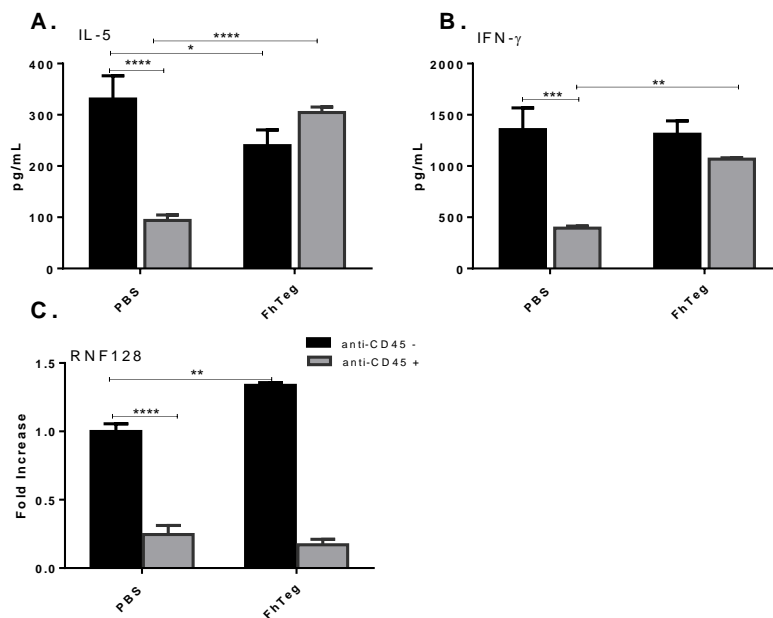 A.
IL-5
****
*
****
400
300
200
100
0
pg/mL
PBS
FhTeg
B.
IFN-γ
***
**
2000
1500
1000
500
0
pg/mL
PBS
FhTeg
C.
RNF128
anti-CD45 -
anti-CD45 +
**
****
1.5
1.0
0.5
0.0
Fold Increase
PBS
FhTeg